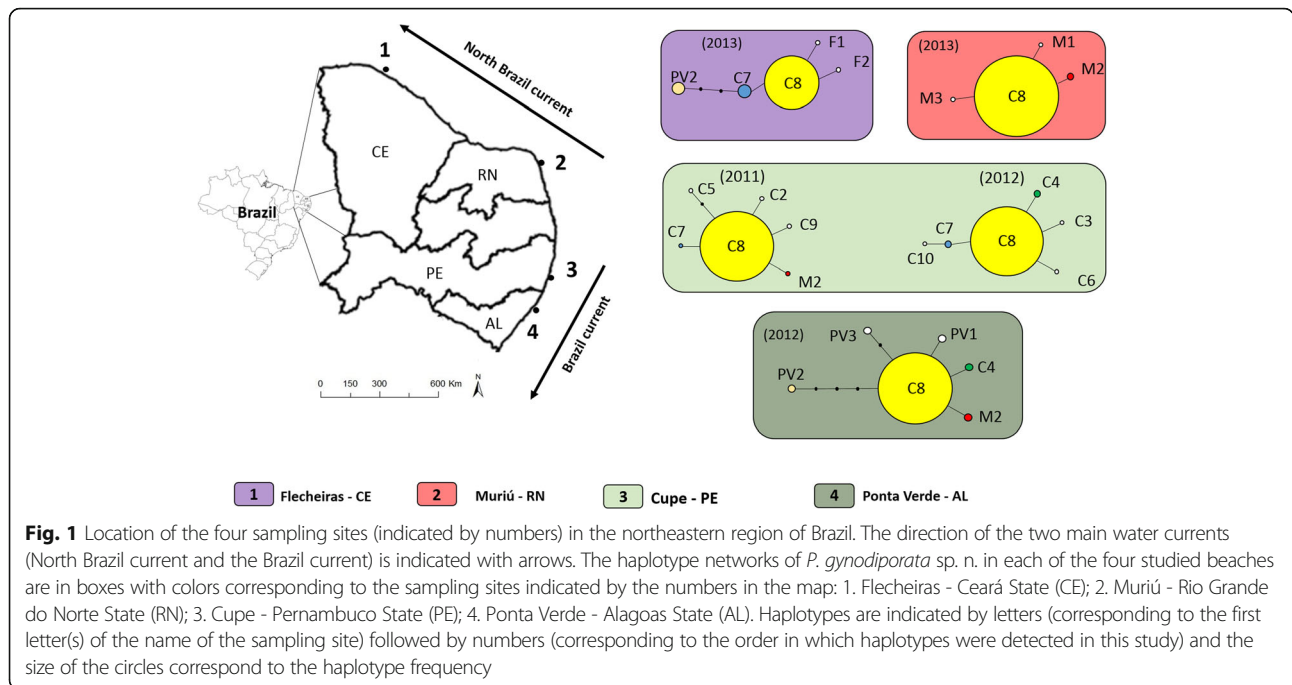 1
North Brazil current
CE
RN
2
Brazil
PE
3
AL
4
Brazil current
0 150 300 600 Km
N
(2013)
F1
F2
PV2
C7
C8
(2013)
M1
M2
M3
C8
(2011)
C5
C2
C9
C7
C8
M2
(2012)
C4
C7
C3
C10
C8
C6
(2012)
PV3
PV1
PV2
C4
C8
M2
1 Flecheiras - CE
2 Muriú - RN
3 Cupe - PE
4 Ponta Verde - AL
Fig. 1 Location of the four sampling sites (indicated by numbers) in the northeastern region of Brazil. The direction of the two main water currents
(North Brazil current and the Brazil current) is indicated with arrows. The haplotype networks of P. gynodiporata sp. n. in each of the four studied beaches
are in boxes with colors corresponding to the sampling sites indicated by the numbers in the map: 1. Flecheiras - Ceará State (CE); 2. Muriú - Rio Grande
do Norte State (RN); 3. Cupe - Pernambuco State (PE); 4. Ponta Verde - Alagoas State (AL). Haplotypes are indicated by letters (corresponding to the first
letter(s) of the name of the sampling site) followed by numbers (corresponding to the order in which haplotypes were detected in this study) and the
size of the circles correspond to the haplotype frequency